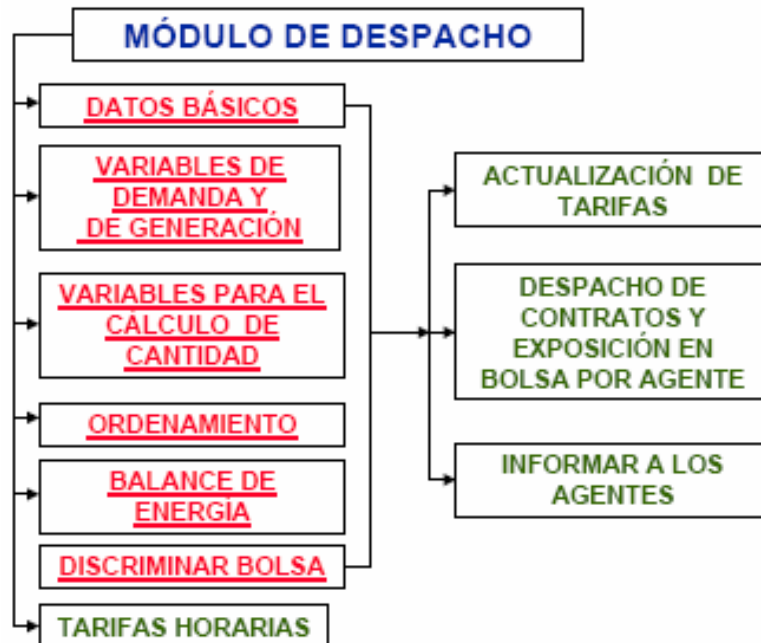 MÓDULO DE DESPACHO
DATOS BÁSICOS
VARIABLES DE
DEMANDA Y
DE GENERACIÓN
VARIABLES PARA EL
CÁLCULO DE
CANTIDAD
ORDENAMIENTO
BALANCE DE
ENERGÍA
DISCRIMINAR BOLSA
TARIFAS HORARIAS
ACTUALIZACIÓN DE
TARIFAS
DESPACHO DE
CONTRATOS Y
EXPOSICIÓN EN
BOLSA POR AGENTE
INFORMAR A LOS
AGENTES